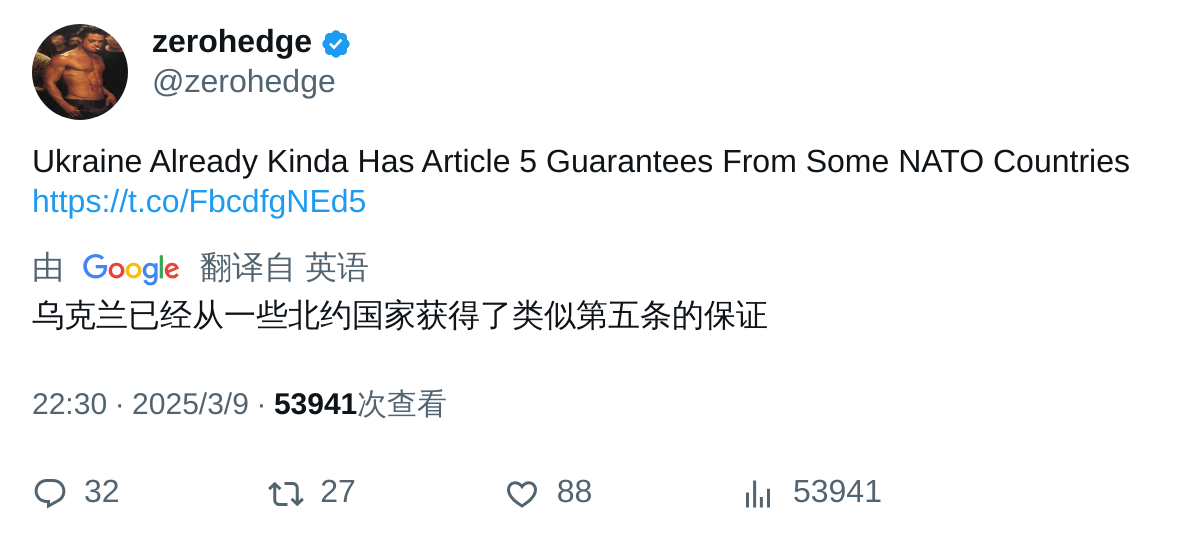 zerohedge
@zerohedge
Ukraine Already Kinda Has Article 5 Guarantees From Some NATO Countries
https://t.co/FbcdfgNEd5
由 Google 翻译自 英语
乌克兰已经从一些北约国家获得了类似第五条的保证
22:30 · 2025/3/9 · 53941次查看
32 27 88 53941